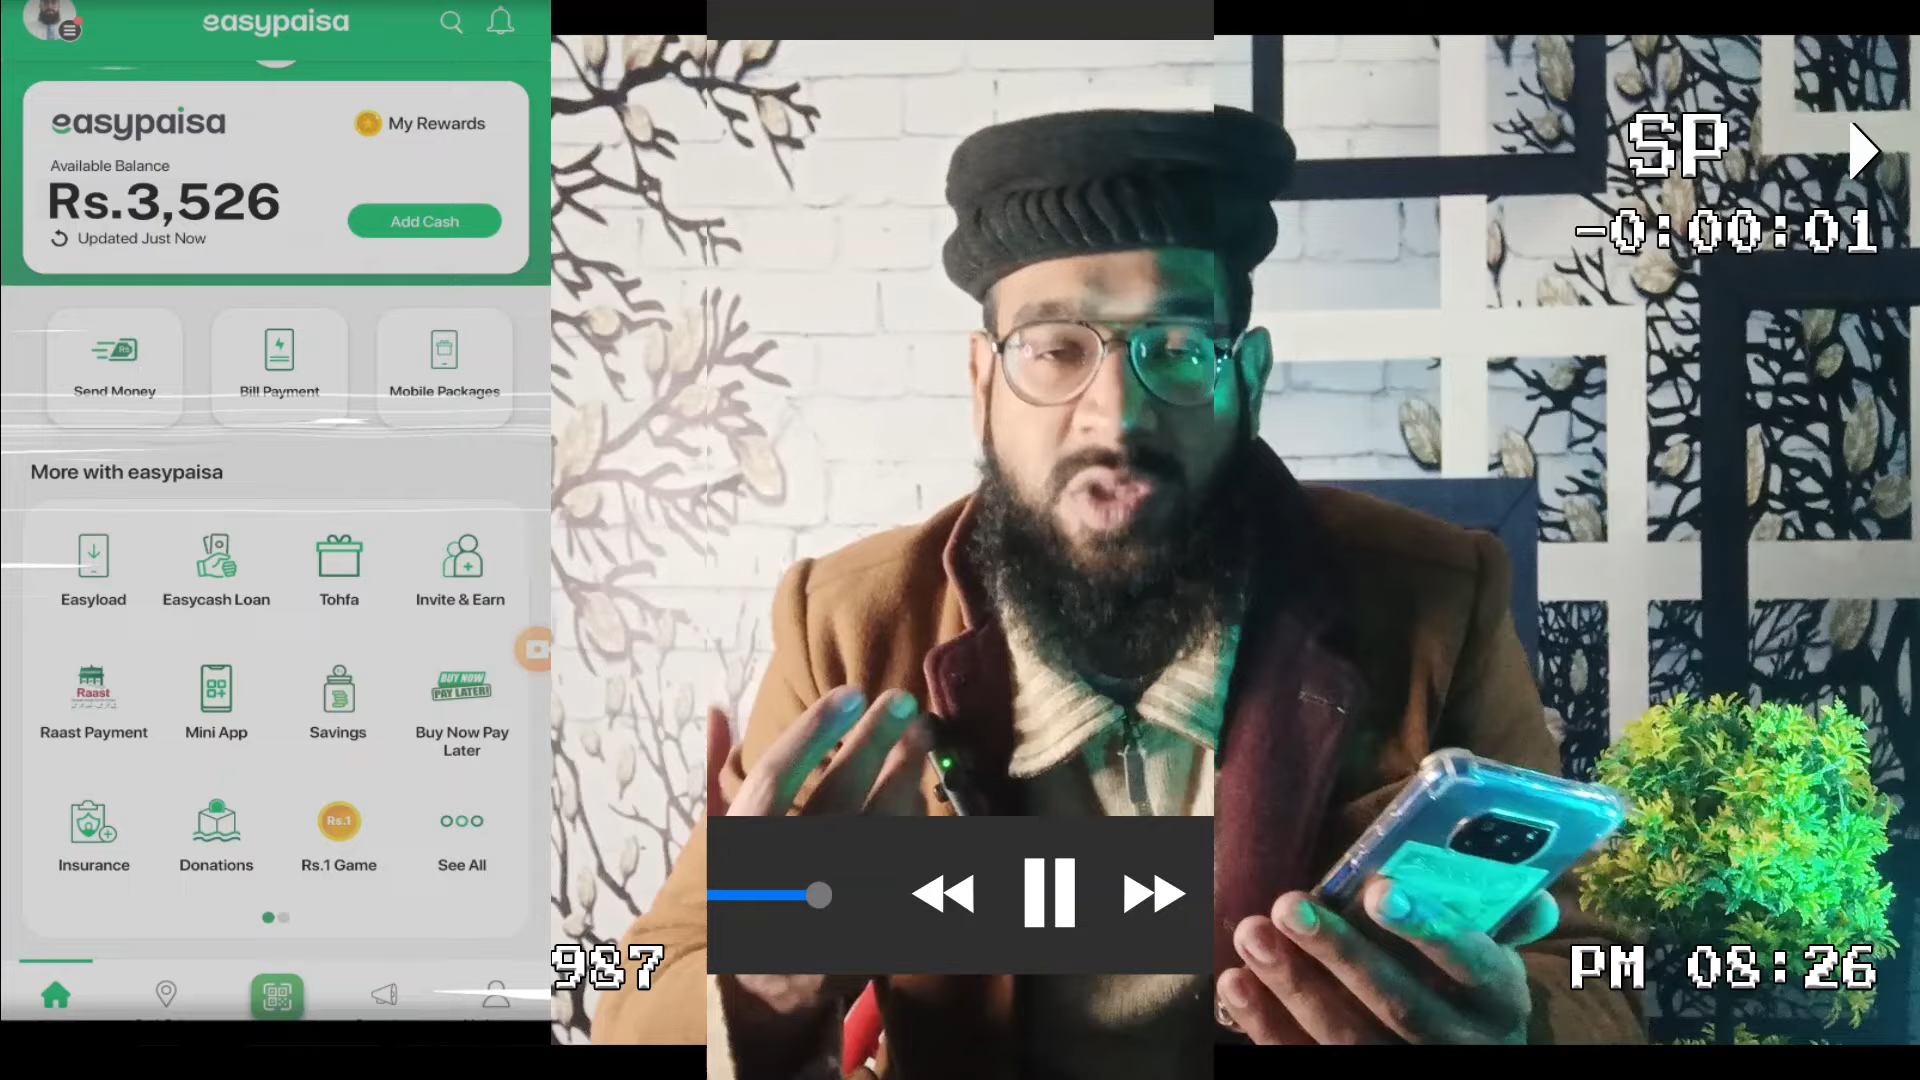 easypaisa
easypaisa
My Rewards
Available Balance
Rs.3,526
Add Cash
Updated Just Now
Rs
Send Money
Bill Payment
Mobile Packages
More with easypaisa
Easyload
Easycash Loan
Tohfa
Invite & Earn
Raast
BUY NOW
PAY LATER!
Raast Payment
Mini App
Savings
Buy Now Pay
Later
Rs.1
Insurance
Donations
Rs.1 Game
See All
SP
-0:00:01
987
PM 08:26